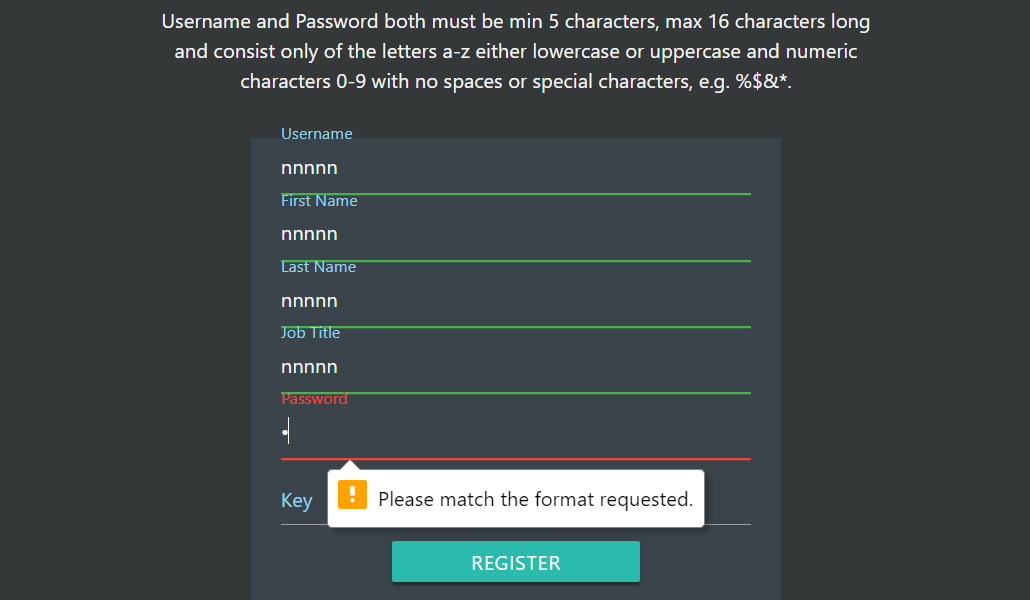 Username and Password both must be min 5 characters, max 16 characters long
and consist only of the letters a-z either lowercase or uppercase and numeric
characters 0-9 with no spaces or special characters, e.g. %$&*.
Username
nnnnn
First Name
nnnnn
Last Name
nnnnn
Job Title
nnnnn
Password
•
Key
Please match the format requested.
REGISTER